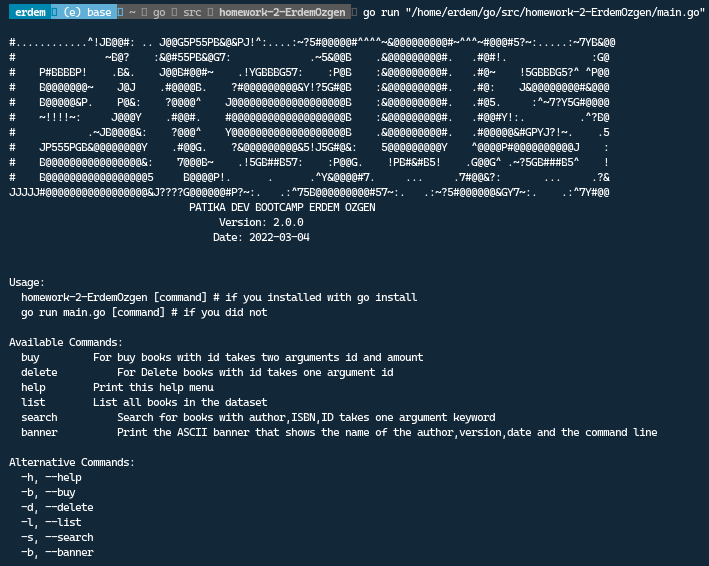 erdem (e) base ~ go src homework-2-ErdemOzgen go run "/home/erdem/go/src/homework-2-ErdemOzgen/main.go"
PATIKA DEV BOOTCAMP ERDEM OZGEN
Version: 2.0.0
Date: 2022-03-04
Usage:
homework-2-ErdemOzgen [command] # if you installed with go install
go run main.go [command] # if you did not
Available Commands:
buy For buy books with id takes two arguments id and amount
delete For Delete books with id takes one argument id
help Print this help menu
list List all books in the dataset
search Search for books with author,ISBN,ID takes one argument keyword
banner Print the ASCII banner that shows the name of the author,version,date and the command line
Alternative Commands:
-h, --help
-b, --buy
-d, --delete
-l, --list
-s, --search
-b, --banner